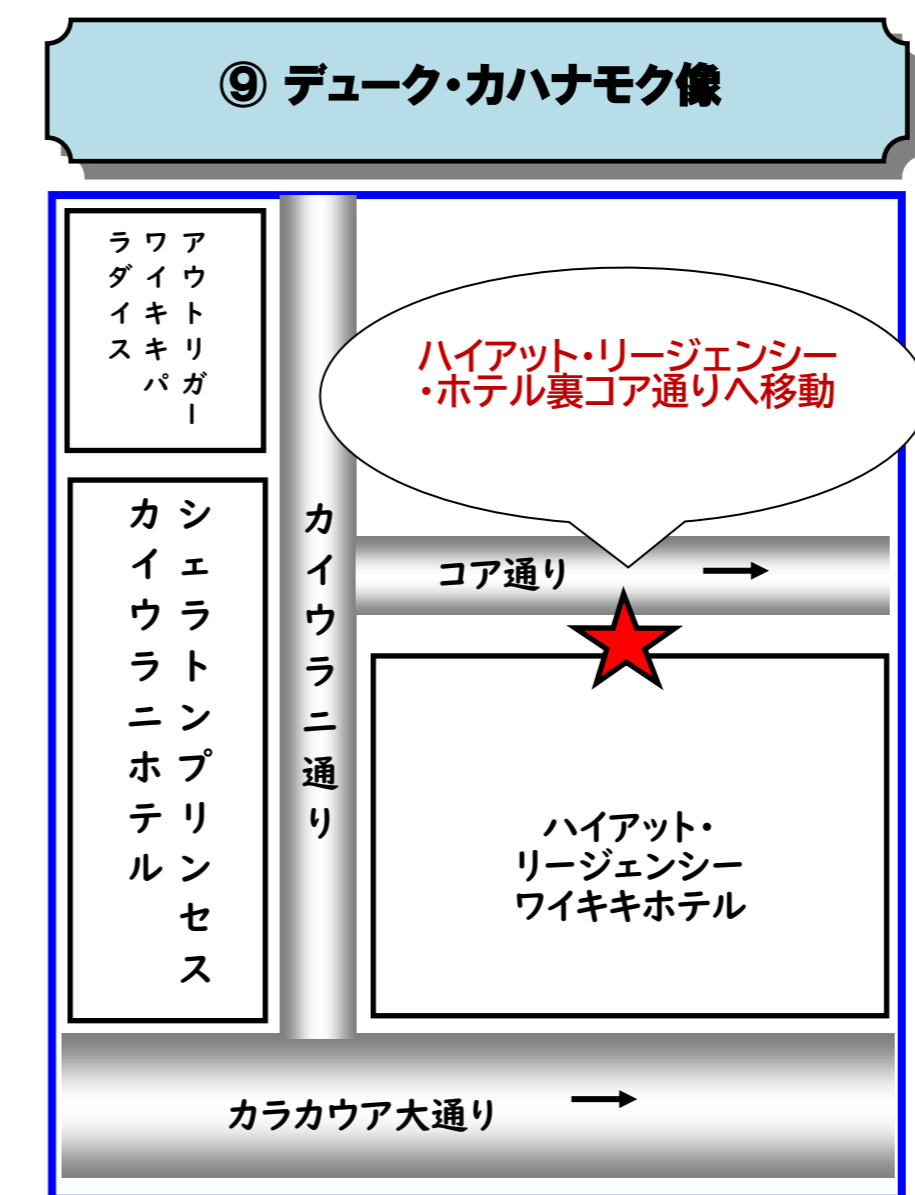 ⑨ デューク・カハナモク像
アウトリガー
ワイキキパ
ラダイス
ハイアット・リージェンシー
・ホテル裏コア通りへ移動
シェラトンプリンセス
カイウラニホテル
カイウラニ通り
コア通り →
ハイアット・
リージェンシー
ワイキキホテル
カラカウア大通り →